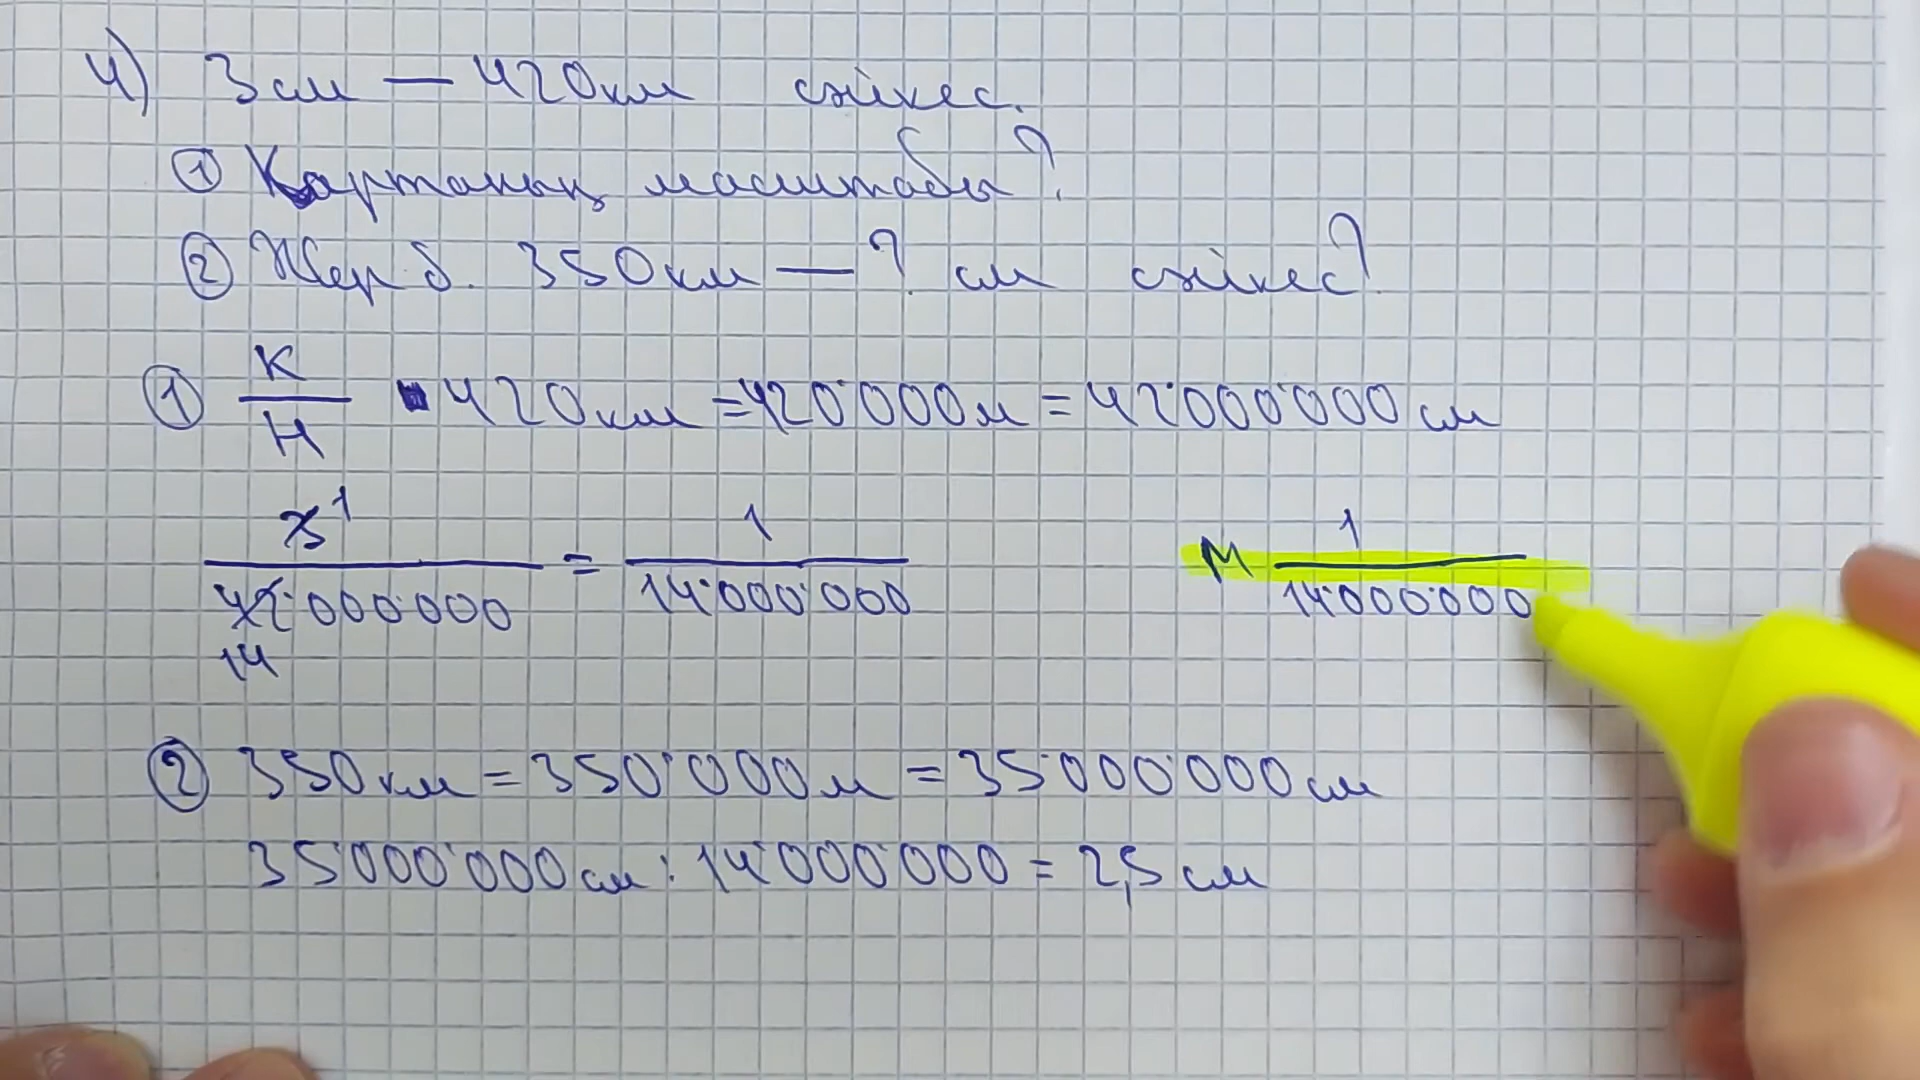 4) 3 см — 420 км сәйкес.
① Картаның масштабы?
② Жер б. 350 км — ? см сәйкес?
① К/Н 420 км = 420'000 м = 42'000'000 см
3 1 / 42'000'000 14 = 1 / 14'000'000 М 1 / 14'000'000
② 350 км = 350'000 м = 35'000'000 см
35'000'000 см : 14'000'000 = 2,5 см